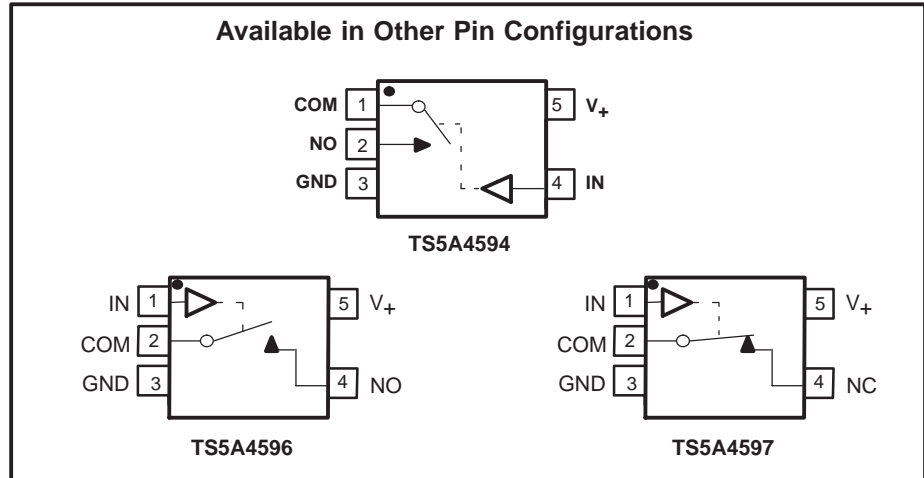 Available in Other Pin Configurations
COM 1 5 V+
NO 2
GND 3 4 IN
TS5A4594
IN 1 5 V+
COM 2
GND 3 4 NO
TS5A4596
IN 1 5 V+
COM 2
GND 3 4 NC
TS5A4597